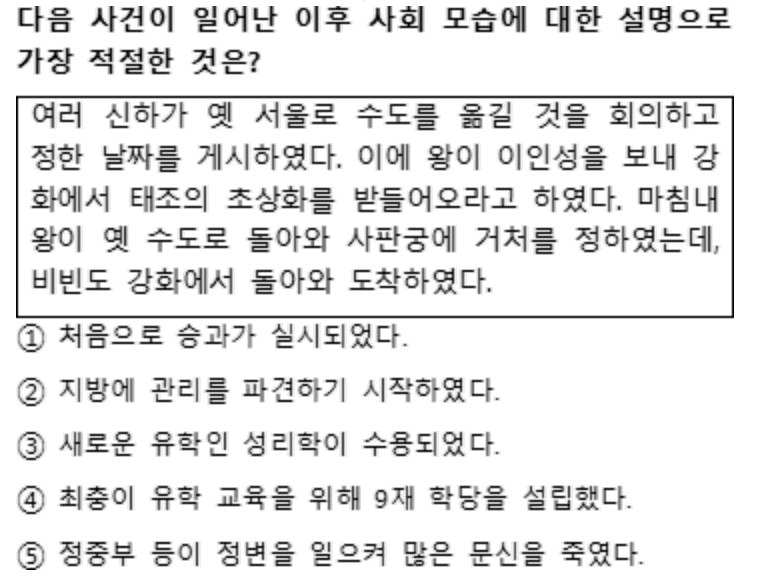 다음 사건이 일어난 이후 사회 모습에 대한 설명으로
가장 적절한 것은?
여러 신하가 옛 서울로 수도를 옮길 것을 회의하고
정한 날짜를 게시하였다. 이에 왕이 이인성을 보내 강
화에서 태조의 초상화를 받들어오라고 하였다. 마침내
왕이 옛 수도로 돌아와 사판궁에 거처를 정하였는데,
비빈도 강화에서 돌아와 도착하였다.
① 처음으로 승과가 실시되었다.
② 지방에 관리를 파견하기 시작하였다.
③ 새로운 유학인 성리학이 수용되었다.
④ 최충이 유학 교육을 위해 9재 학당을 설립했다.
⑤ 정중부 등이 정변을 일으켜 많은 문신을 죽였다.